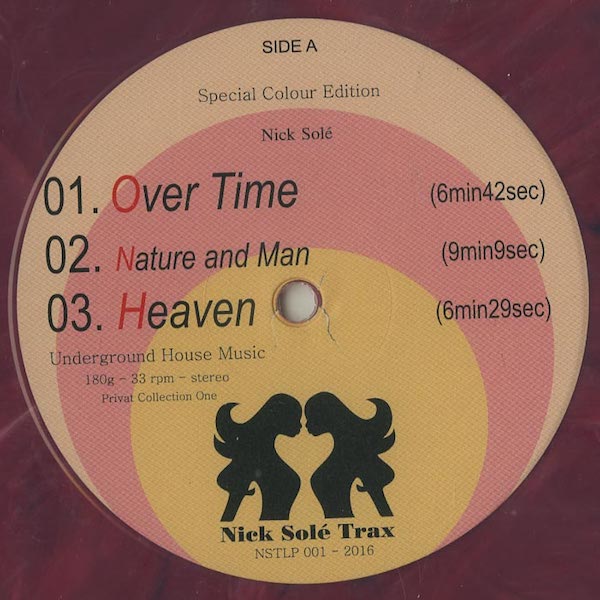 SIDE A
Special Colour Edition
Nick Solé
01. Over Time (6min42sec)
02. Nature and Man (9min9sec)
03. Heaven (6min29sec)
Underground House Music
180g - 33 rpm - stereo
Privat Collection One
Nick Solé Trax
NSTLP 001 - 2016